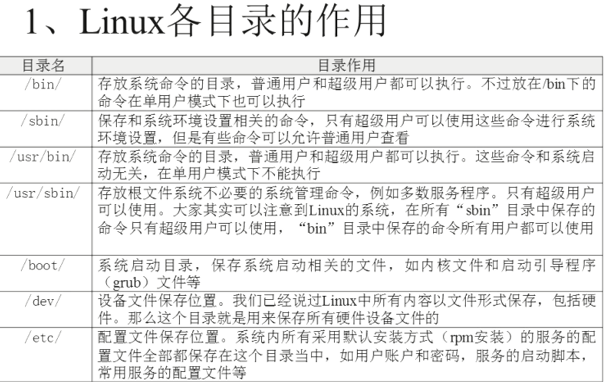 1、Linux各目录的作用
目录名 目录作用
/bin/ 存放系统命令的目录，普通用户和超级用户都可以执行。不过放在/bin下的
命令在单用户模式下也可以执行
/sbin/ 保存和系统环境设置相关的命令，只有超级用户可以使用这些命令进行系统
环境设置，但是有些命令可以允许普通用户查看
/usr/bin/ 存放系统命令的目录，普通用户和超级用户都可以执行。这些命令和系统启
动无关，在单用户模式下不能执行
/usr/sbin/ 存放根文件系统不必要的系统管理命令，例如多数服务程序。只有超级用户
可以使用。大家其实可以注意到Linux的系统，在所有“sbin”目录中保存的
命令只有超级用户可以使用，“bin”目录中保存的命令所有用户都可以使用
/boot/ 系统启动目录，保存系统启动相关的文件，如内核文件和启动引导程序
（grub）文件等
/dev/ 设备文件保存位置。我们已经说过Linux中所有内容以文件形式保存，包括硬
件。那么这个目录就是用来保存所有硬件设备文件的
/etc/ 配置文件保存位置。系统内所有采用默认安装方式（rpm安装）的服务的配
置文件全部都保存在这个目录当中，如用户账户和密码，服务的启动脚本，
常用服务的配置文件等